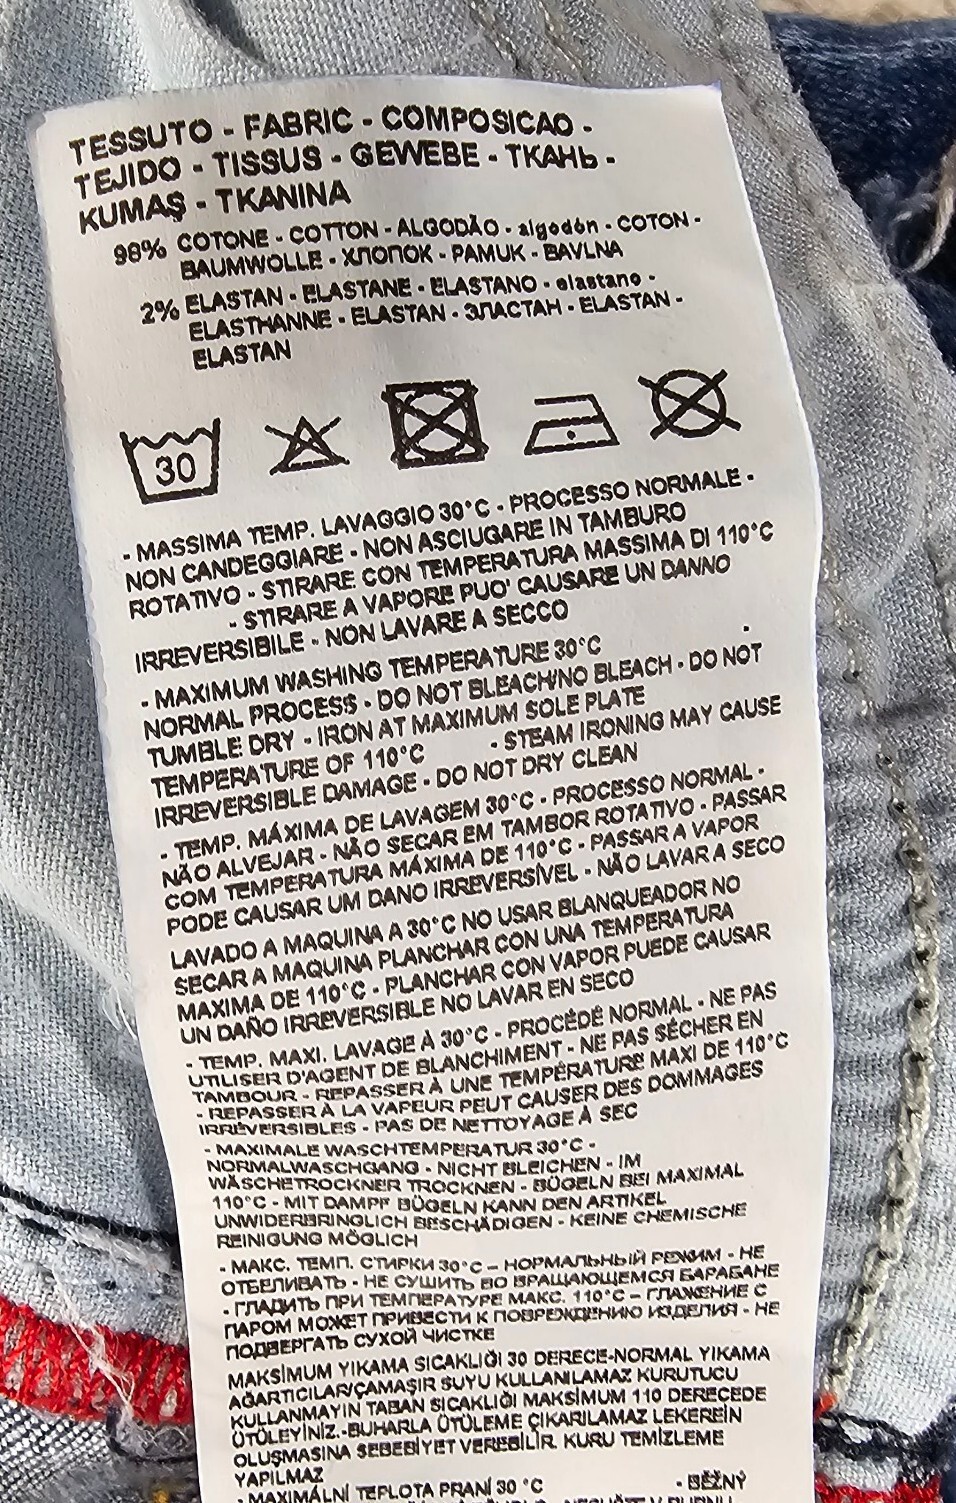 TESSUTO - FABRIC - COMPOSICAO -
TEJIDO - TISSUS - GEWEBE - ТКАНЬ -
KUMAŞ - TKANINA
98% COTONE - COTTON - ALGODÃO - algodón - COTON -
BAUMWOLLE - ХЛОПОК - PAMUK - BAVLNA
2% ELASTAN - ELASTANE - ELASTANO - elastano -
ELASTHANNE - ELASTAN - ЭЛАСТАН - ELASTAN -
ELASTAN
30
- MASSIMA TEMP. LAVAGGIO 30°C - PROCESSO NORMALE -
NON CANDEGGIARE - NON ASCIUGARE IN TAMBURO
ROTATIVO - STIRARE CON TEMPERATURA MASSIMA DI 110°C
- STIRARE A VAPORE PUO' CAUSARE UN DANNO
IRREVERSIBILE - NON LAVARE A SECCO
- MAXIMUM WASHING TEMPERATURE 30°C -
NORMAL PROCESS - DO NOT BLEACH/NO BLEACH - DO NOT
TUMBLE DRY - IRON AT MAXIMUM SOLE PLATE
TEMPERATURE OF 110°C - STEAM IRONING MAY CAUSE
IRREVERSIBLE DAMAGE - DO NOT DRY CLEAN
- TEMP. MÁXIMA DE LAVAGEM 30°C - PROCESSO NORMAL -
NÃO ALVEJAR - NÃO SECAR EM TAMBOR ROTATIVO - PASSAR
COM TEMPERATURA MÁXIMA DE 110°C - PASSAR A VAPOR
PODE CAUSAR UM DANO IRREVERSÍVEL - NÃO LAVAR A SECO
LAVADO A MAQUINA A 30°C NO USAR BLANQUEADOR NO
SECAR A MAQUINA PLANCHAR CON UNA TEMPERATURA
MAXIMA DE 110°C - PLANCHAR CON VAPOR PUEDE CAUSAR
UN DAÑO IRREVERSIBLE NO LAVAR EN SECO
- TEMP. MAXI. LAVAGE À 30°C - PROCÉDÉ NORMAL - NE PAS
UTILISER D'AGENT DE BLANCHIMENT - NE PAS SÉCHER EN
TAMBOUR - REPASSER À UNE TEMPÉRATURE MAXI DE 110°C
- REPASSER À LA VAPEUR PEUT CAUSER DES DOMMAGES
IRRÉVERSIBLES - PAS DE NETTOYAGE À SEC
- MAXIMALE WASCHTEMPERATUR 30°C -
NORMALWASCHGANG - NICHT BLEICHEN - IM
WÄSCHETROCKNER TROCKNEN - BÜGELN BEI MAXIMAL
110°C - MIT DAMPF BÜGELN KANN DEN ARTIKEL
UNWIDERBRINGLICH BESCHÄDIGEN - KEINE CHEMISCHE
REINIGUNG MÖGLICH
- МАКС. ТЕМП. СТИРКИ 30°C – НОРМАЛЬНЫЙ РЕЖИМ - НЕ
ОТБЕЛИВАТЬ - НЕ СУШИТЬ ВО ВРАЩАЮЩЕМСЯ БАРАБАНЕ
- ГЛАДИТЬ ПРИ ТЕМПЕРАТУРЕ МАКС. 110°C – ГЛАЖЕНИЕ С
ПАРОМ МОЖЕТ ПРИВЕСТИ К ПОВРЕЖДЕНИЮ ИЗДЕЛИЯ - НЕ
ПОДВЕРГАТЬ СУХОЙ ЧИСТКЕ
MAKSİMUM YIKAMA SICAKLIĞI 30 DERECE-NORMAL YIKAMA
AĞARTICILAR/ÇAMAŞIR SUYU KULLANILAMAZ KURUTUCU
KULLANMAYIN TABAN SICAKLIĞI MAKSİMUM 110 DERECEDE
ÜTÜLEYİNİZ.-BUHARLA ÜTÜLEME ÇIKARILAMAZ LEKEREİN
OLUŞMASINA SEBEBİYET VEREBİLİR. KURU TEMİZLEME
YAPILMAZ
- MAXIMÁLNÍ TEPLOTA PRANÍ 30 °C - BĚŽNÝ